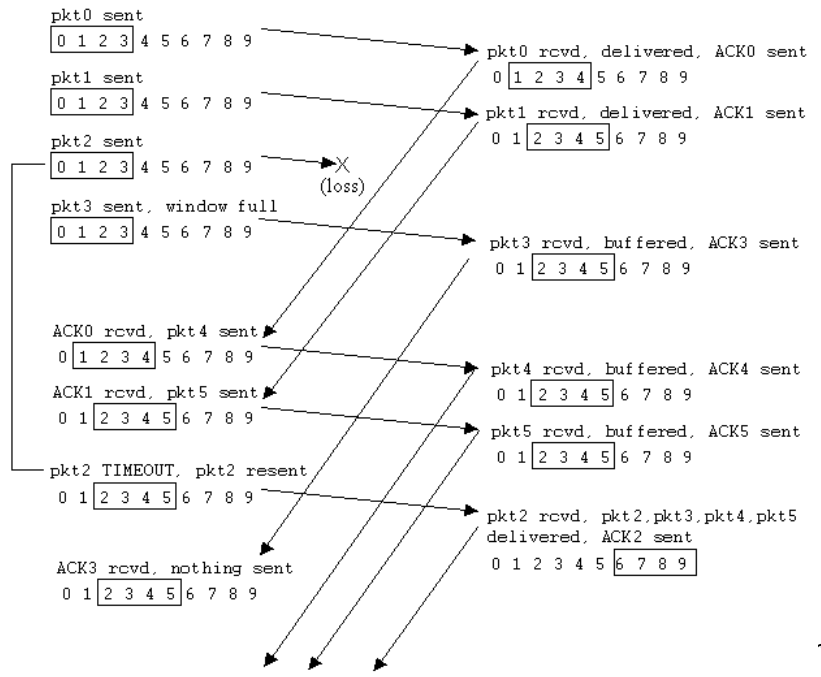 pkt0 sent
0 1 2 3 4 5 6 7 8 9
pkt1 sent
0 1 2 3 4 5 6 7 8 9
pkt2 sent
0 1 2 3 4 5 6 7 8 9
X
(loss)
pkt3 sent, window full
0 1 2 3 4 5 6 7 8 9
ACK0 rcvd, pkt4 sent
0 1 2 3 4 5 6 7 8 9
ACK1 rcvd, pkt5 sent
0 1 2 3 4 5 6 7 8 9
pkt2 TIMEOUT, pkt2 resent
0 1 2 3 4 5 6 7 8 9
ACK3 rcvd, nothing sent
0 1 2 3 4 5 6 7 8 9
pkt0 rcvd, delivered, ACK0 sent
0 1 2 3 4 5 6 7 8 9
pkt1 rcvd, delivered, ACK1 sent
0 1 2 3 4 5 6 7 8 9
pkt3 rcvd, buffered, ACK3 sent
0 1 2 3 4 5 6 7 8 9
pkt4 rcvd, buffered, ACK4 sent
0 1 2 3 4 5 6 7 8 9
pkt5 rcvd, buffered, ACK5 sent
0 1 2 3 4 5 6 7 8 9
pkt2 rcvd, pkt2,pkt3,pkt4,pkt5
delivered, ACK2 sent
0 1 2 3 4 5 6 7 8 9